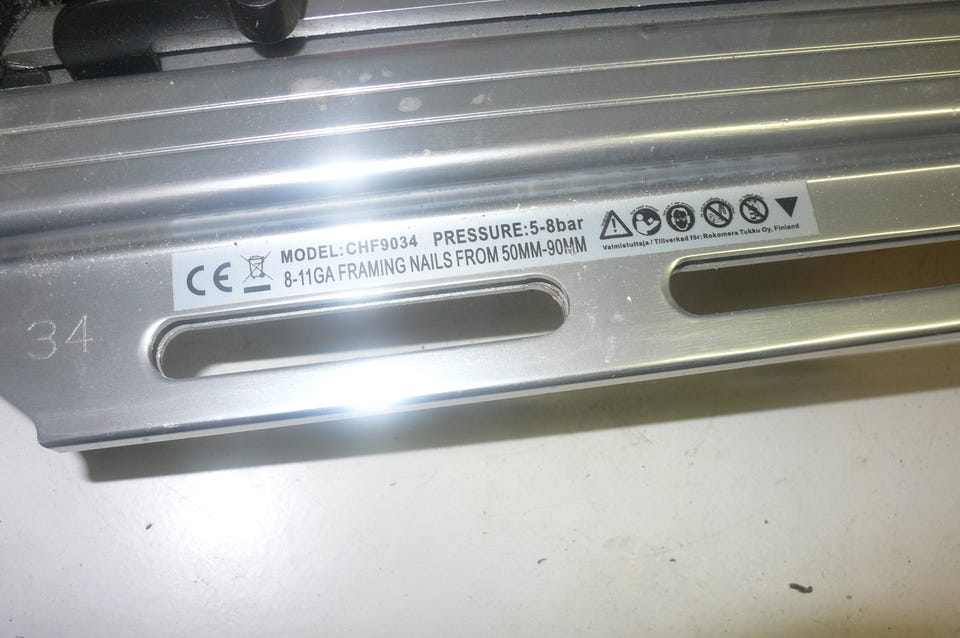 CE
MODEL:CHF9034 PRESSURE:5-8bar
8-11GA FRAMING NAILS FROM 50MM-90MM
Valmistuttaja / Tillverkad för: Rokomera Tukku Oy, Finland
34